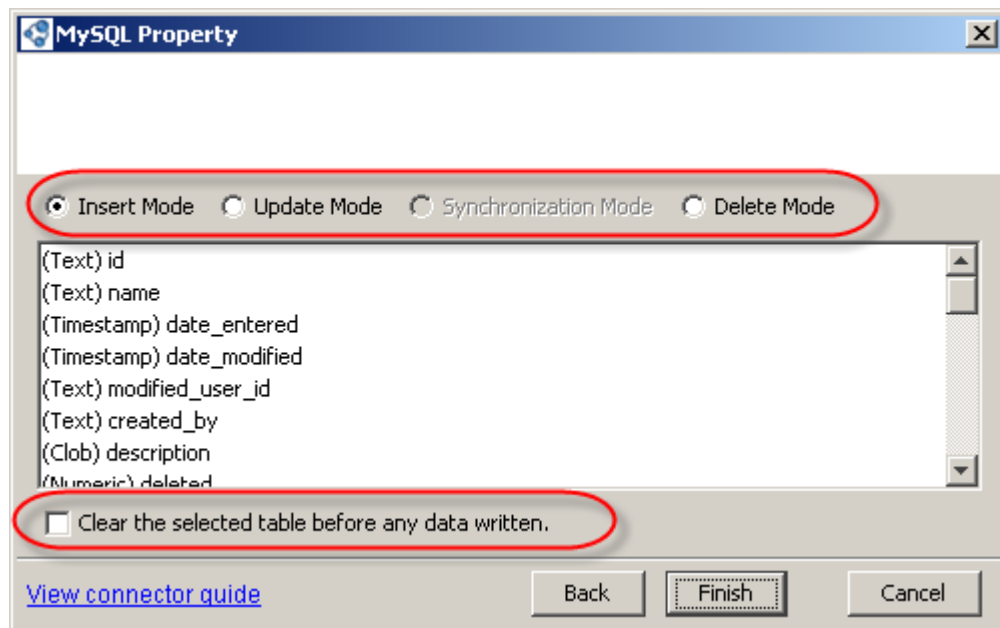 MySQL Property
Insert Mode Update Mode Synchronization Mode Delete Mode
(Text) id
(Text) name
(Timestamp) date_entered
(Timestamp) date_modified
(Text) modified_user_id
(Text) created_by
(Clob) description
(Numeric) deleted
Clear the selected table before any data written.
View connector guide Back Finish Cancel